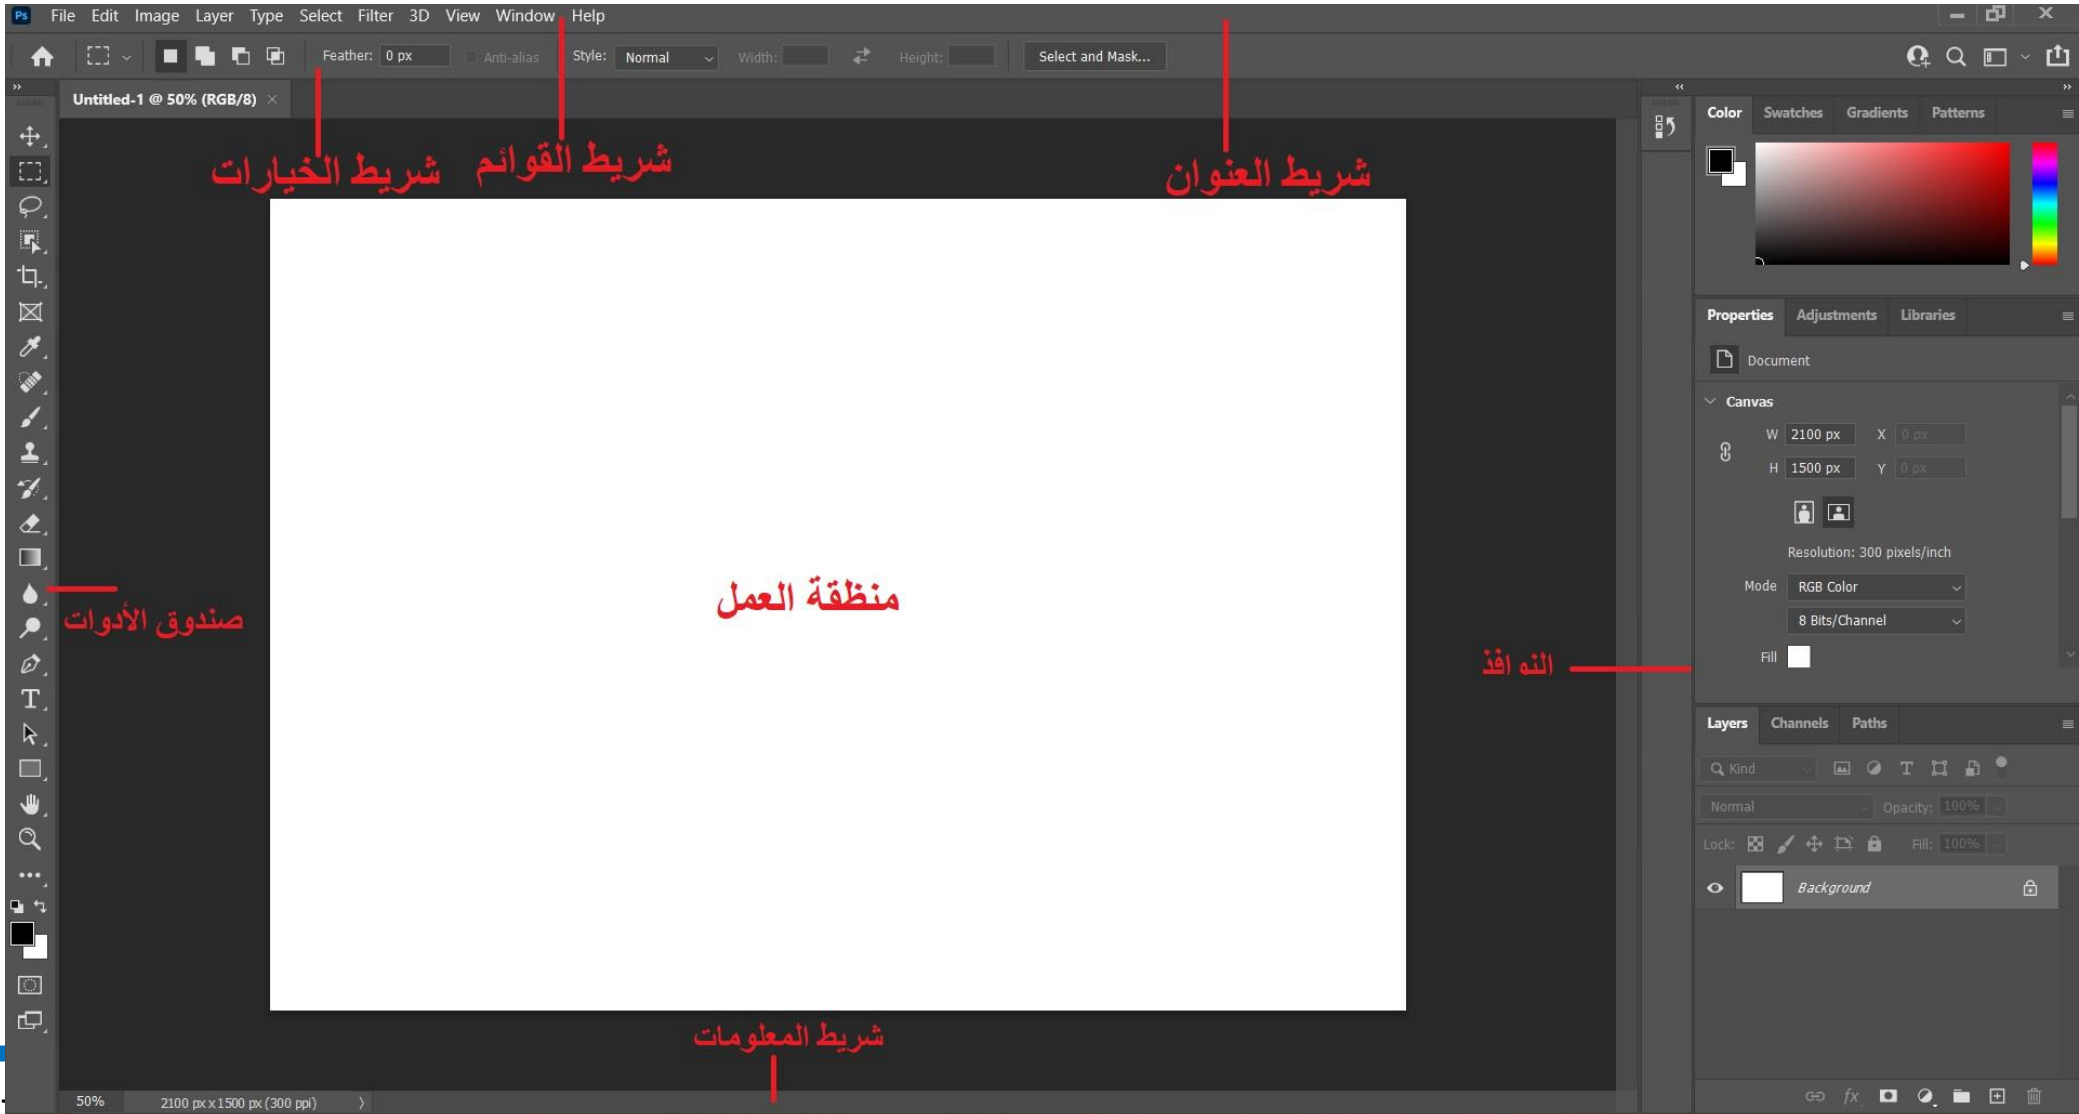 Ps File Edit Image Layer Type Select Filter 3D View Window Help
Feather: 0 px Anti-alias Style: Normal Width: Height: Select and Mask...
Untitled-1 @ 50% (RGB/8)
شريط الخيارات
شريط القوائم
شريط العنوان
Color Swatches Gradients Patterns
Properties Adjustments Libraries
Document
Canvas
W 2100 px X 0 px
H 1500 px Y 0 px
Resolution: 300 pixels/inch
Mode RGB Color
8 Bits/Channel
Fill
منظقة العمل
صندوق الأدوات
النوافذ
Layers Channels Paths
Kind
Normal Opacity: 100%
Lock: Fill: 100%
Background
شريط المعلومات
50% 2100 px x 1500 px (300 ppi)
fx